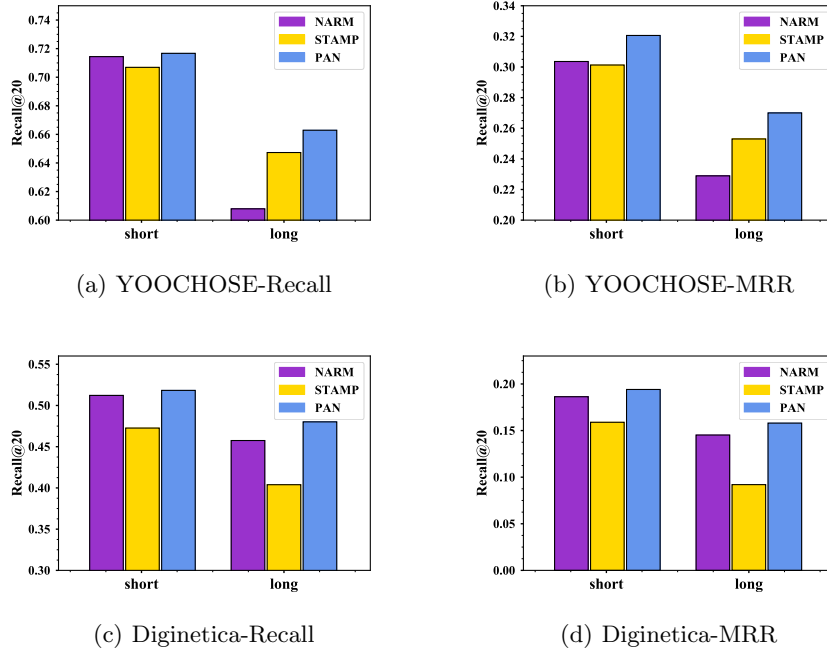 0.74
0.72
0.70
0.68
0.66
0.64
0.62
0.60
Recall@20
NARM
STAMP
PAN
short
long
(a) YOOCHOSE-Recall
0.36
0.34
0.32
0.30
0.28
0.26
0.24
0.22
0.20
Recall@20
NARM
STAMP
PAN
short
long
(b) YOOCHOSE-MRR
0.55
0.50
0.45
0.40
0.35
0.30
Recall@20
NARM
STAMP
PAN
short
long
(c) Diginetica-Recall
0.20
0.15
0.10
0.05
0.00
Recall@20
NARM
STAMP
PAN
short
long
(d) Diginetica-MRR